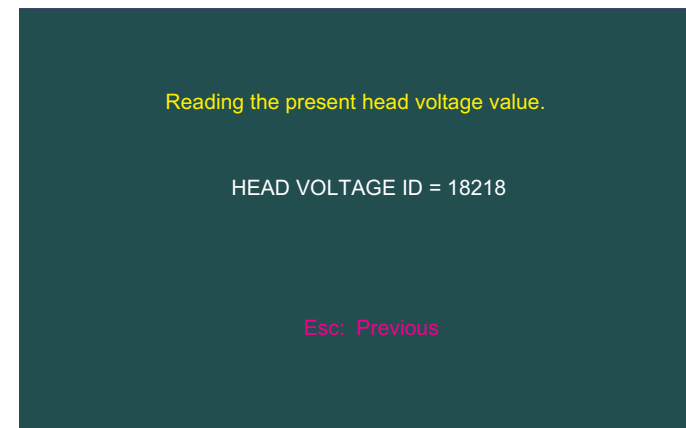 Reading the present head voltage value.
HEAD VOLTAGE ID = 18218
Esc:  Previous